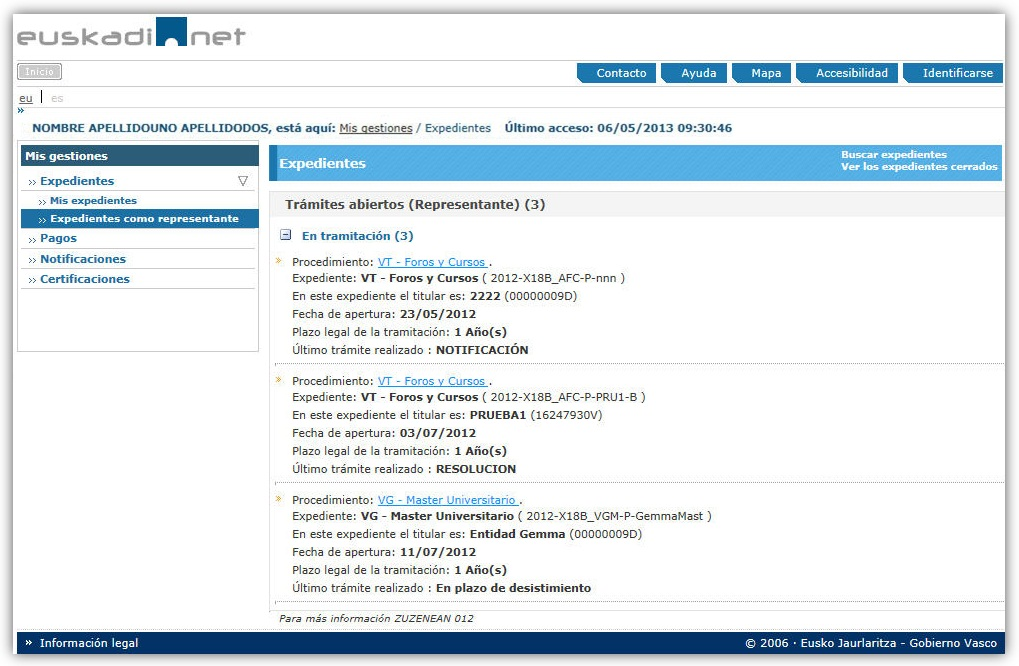 euskadi.net
Inicio
Contacto Ayuda Mapa Accesibilidad Identificarse
eu | es
»
NOMBRE APELLIDOUNO APELLIDODOS, está aquí: Mis gestiones / Expedientes Último acceso: 06/05/2013 09:30:46
Mis gestiones
» Expedientes
» Mis expedientes
» Expedientes como representante
» Pagos
» Notificaciones
» Certificaciones
Expedientes
Buscar expedientes
Ver los expedientes cerrados
Trámites abiertos (Representante) (3)
En tramitación (3)
» Procedimiento: VT - Foros y Cursos .
Expediente: VT - Foros y Cursos ( 2012-X18B_AFC-P-nnn )
En este expediente el titular es: 2222 (00000009D)
Fecha de apertura: 23/05/2012
Plazo legal de la tramitación: 1 Año(s)
Último trámite realizado : NOTIFICACIÓN
» Procedimiento: VT - Foros y Cursos .
Expediente: VT - Foros y Cursos ( 2012-X18B_AFC-P-PRU1-B )
En este expediente el titular es: PRUEBA1 (16247930V)
Fecha de apertura: 03/07/2012
Plazo legal de la tramitación: 1 Año(s)
Último trámite realizado : RESOLUCION
» Procedimiento: VG - Master Universitario .
Expediente: VG - Master Universitario ( 2012-X18B_VGM-P-GemmaMast )
En este expediente el titular es: Entidad Gemma (00000009D)
Fecha de apertura: 11/07/2012
Plazo legal de la tramitación: 1 Año(s)
Último trámite realizado : En plazo de desistimiento
Para más información ZUZENEAN 012
» Información legal
© 2006 · Eusko Jaurlaritza - Gobierno Vasco